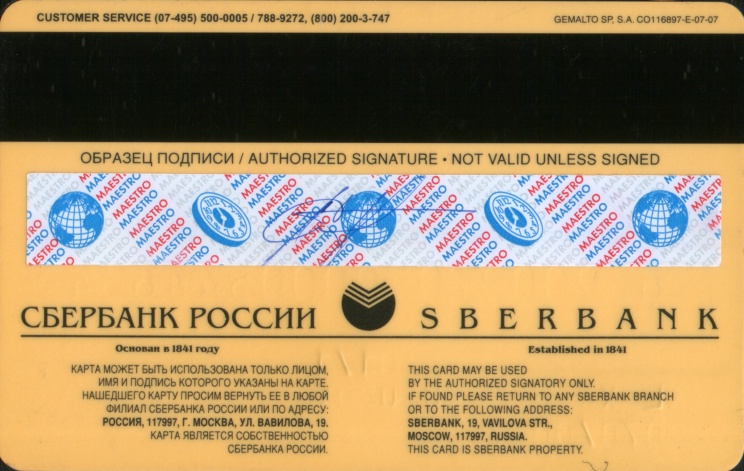 CUSTOMER SERVICE (07-495) 500-0005 / 788-9272, (800) 200-3-747
GEMALTO SP, S.A. CO116897-E-07-07
ОБРАЗЕЦ ПОДПИСИ / AUTHORIZED SIGNATURE • NOT VALID UNLESS SIGNED
MAESTRO MAESTRO MAESTRO MAESTRO
СБЕРБАНК РОССИИ
SBERBANK
Основан в 1841 году
Established in 1841
КАРТА МОЖЕТ БЫТЬ ИСПОЛЬЗОВАНА ТОЛЬКО ЛИЦОМ,
ИМЯ И ПОДПИСЬ КОТОРОГО УКАЗАНЫ НА КАРТЕ.
НАШЕДШЕГО КАРТУ ПРОСИМ ВЕРНУТЬ ЕЕ В ЛЮБОЙ
ФИЛИАЛ СБЕРБАНКА РОССИИ ИЛИ ПО АДРЕСУ:
РОССИЯ, 117997, Г. МОСКВА, УЛ. ВАВИЛОВА, 19.
КАРТА ЯВЛЯЕТСЯ СОБСТВЕННОСТЬЮ
СБЕРБАНКА РОССИИ.
THIS CARD MAY BE USED
BY THE AUTHORIZED SIGNATORY ONLY.
IF FOUND PLEASE RETURN TO ANY SBERBANK BRANCH
OR TO THE FOLLOWING ADDRESS:
SBERBANK, 19, VAVILOVA STR.,
MOSCOW, 117997, RUSSIA.
THIS CARD IS SBERBANK PROPERTY.